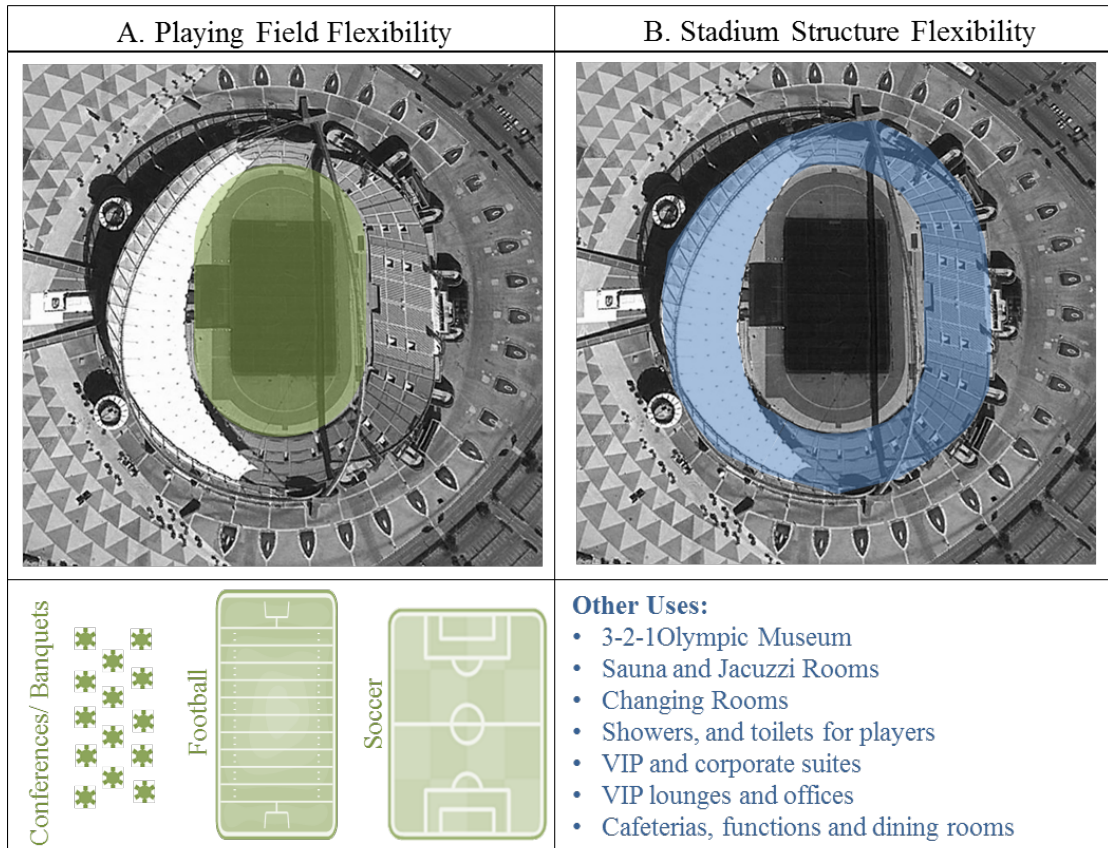 A. Playing Field Flexibility
B. Stadium Structure Flexibility
Conferences/ Banquets
Football
Soccer
Other Uses:
• 3-2-1Olympic Museum
• Sauna and Jacuzzi Rooms
• Changing Rooms
• Showers, and toilets for players
• VIP and corporate suites
• VIP lounges and offices
• Cafeterias, functions and dining rooms